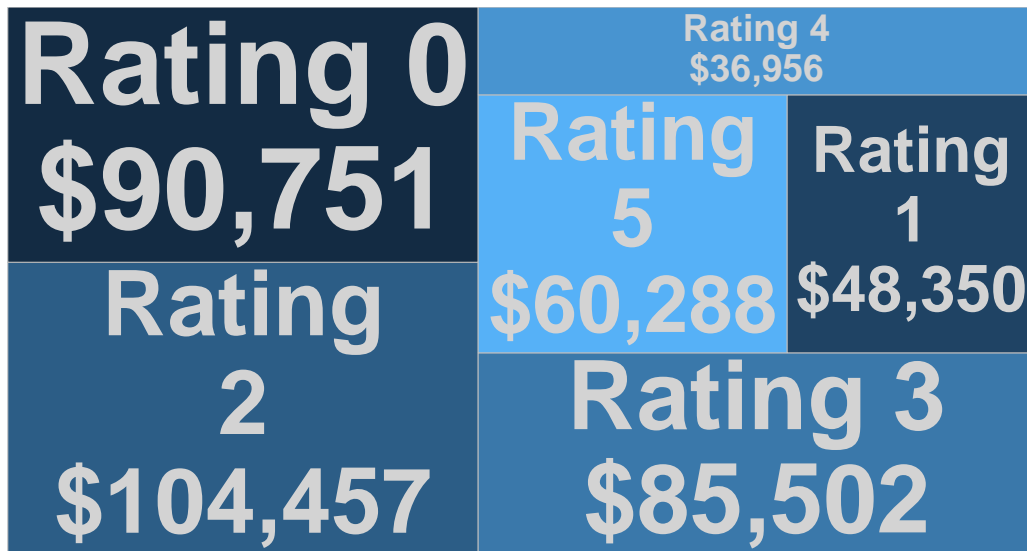 Rating 0
$90,751
Rating
2
$104,457
Rating 4
$36,956
Rating
5
$60,288
Rating
1
$48,350
Rating 3
$85,502